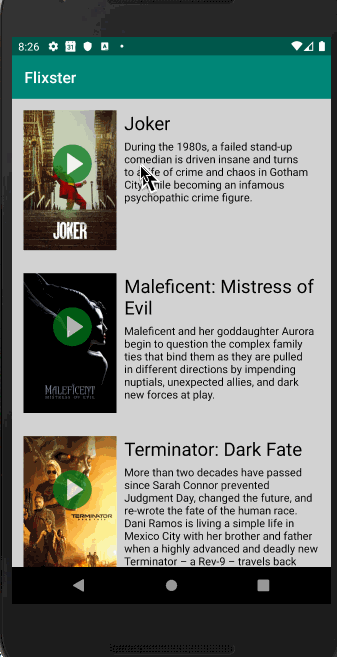 8:26
31
A
Flixster
Joker
During the 1980s, a failed stand-up
comedian is driven insane and turns
to a life of crime and chaos in Gotham
City while becoming an infamous
psychopathic crime figure.
JOKER
Maleficent: Mistress of
Evil
Maleficent and her goddaughter Aurora
begin to question the complex family
ties that bind them as they are pulled
in different directions by impending
nuptials, unexpected allies, and dark
new forces at play.
MALEFICENT
MISTRESS OF EVIL
Terminator: Dark Fate
More than two decades have passed
since Sarah Connor prevented
Judgment Day, changed the future, and
re-wrote the fate of the human race.
Dani Ramos is living a simple life in
Mexico City with her brother and father
when a highly advanced and deadly new
Terminator – a Rev-9 – travels back
TERMINATOR
DARK FATE